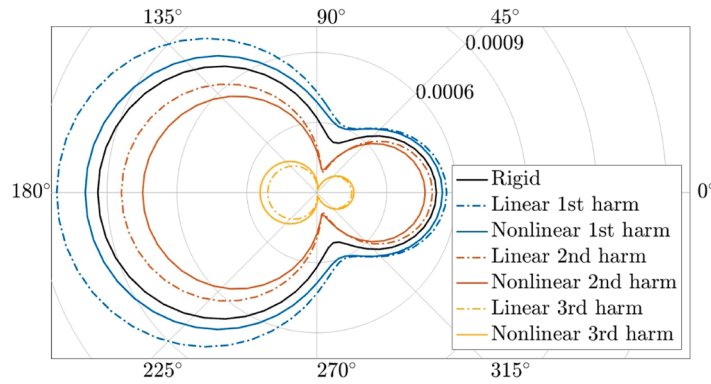 135°
90°
45°
0.0009
0.0006
180°
0°
Rigid
Linear 1st harm
Nonlinear 1st harm
Linear 2nd harm
Nonlinear 2nd harm
Linear 3rd harm
Nonlinear 3rd harm
225°
270°
315°